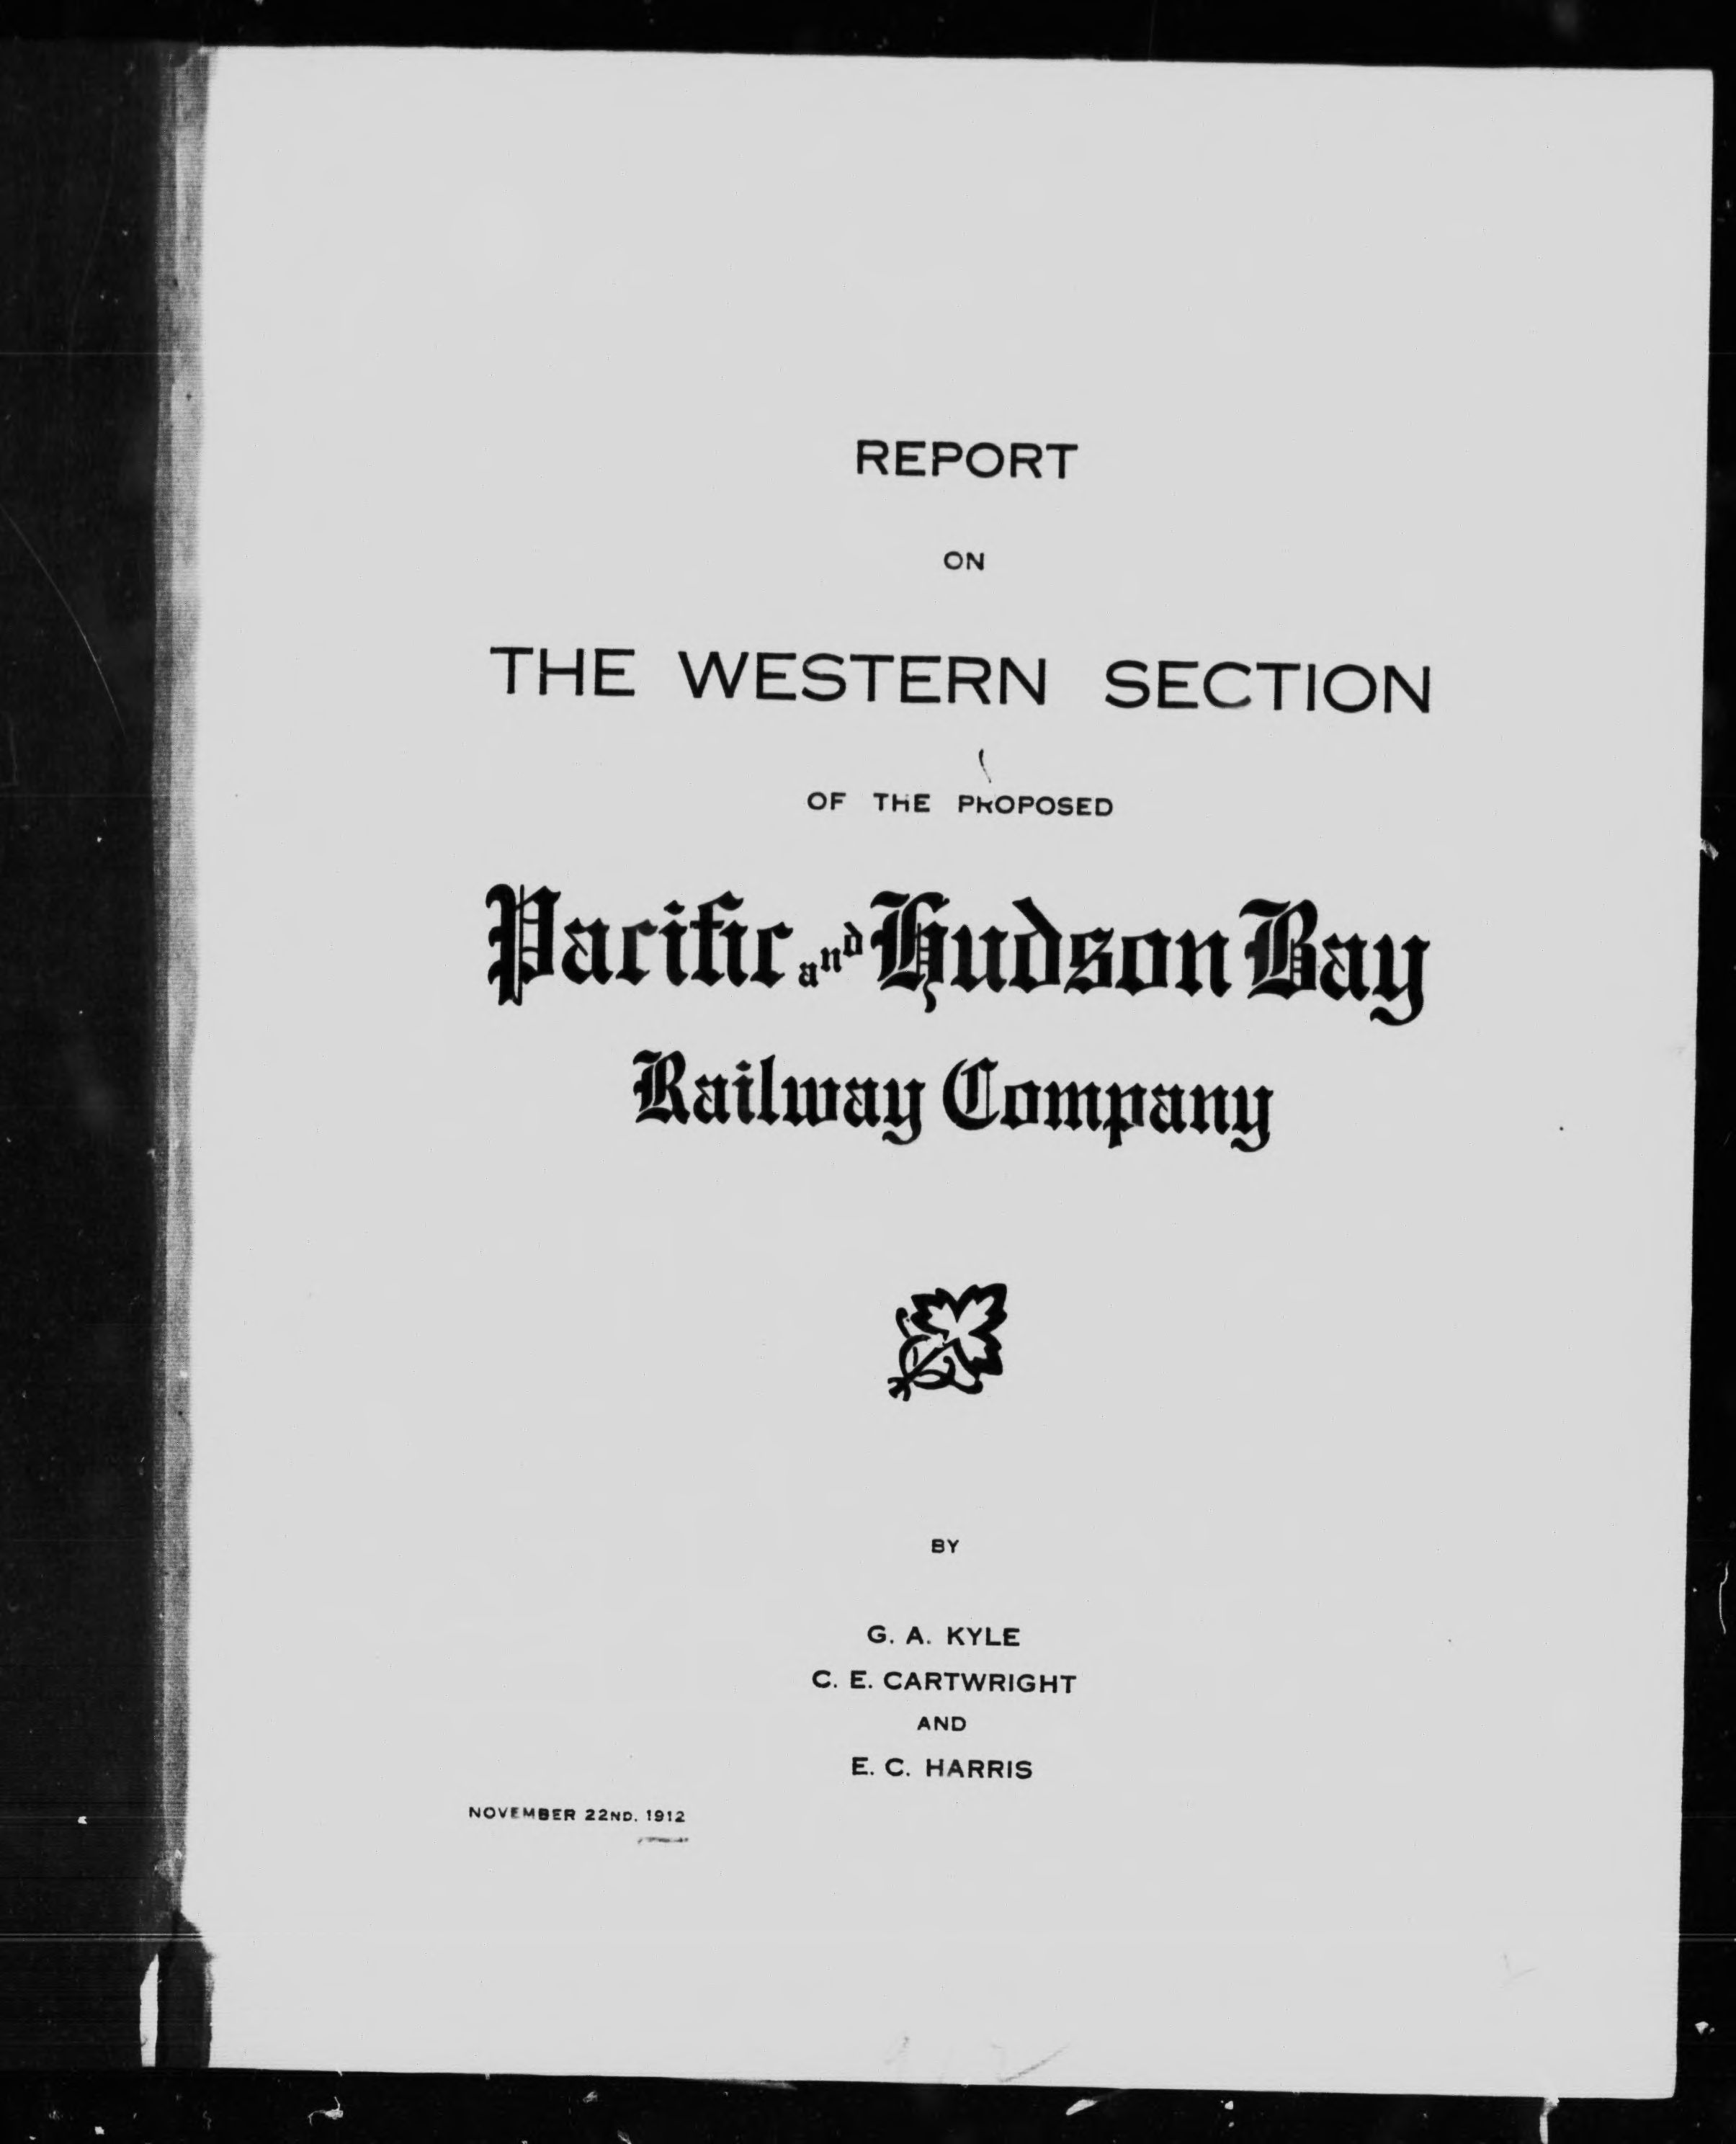 REPORT
ON
THE WESTERN SECTION
OF THE PROPOSED
Pacific and Hudson Bay
Railway Company
BY
G. A. KYLE
C. E. CARTWRIGHT
AND
E. C. HARRIS
NOVEMBER 22ND. 1912